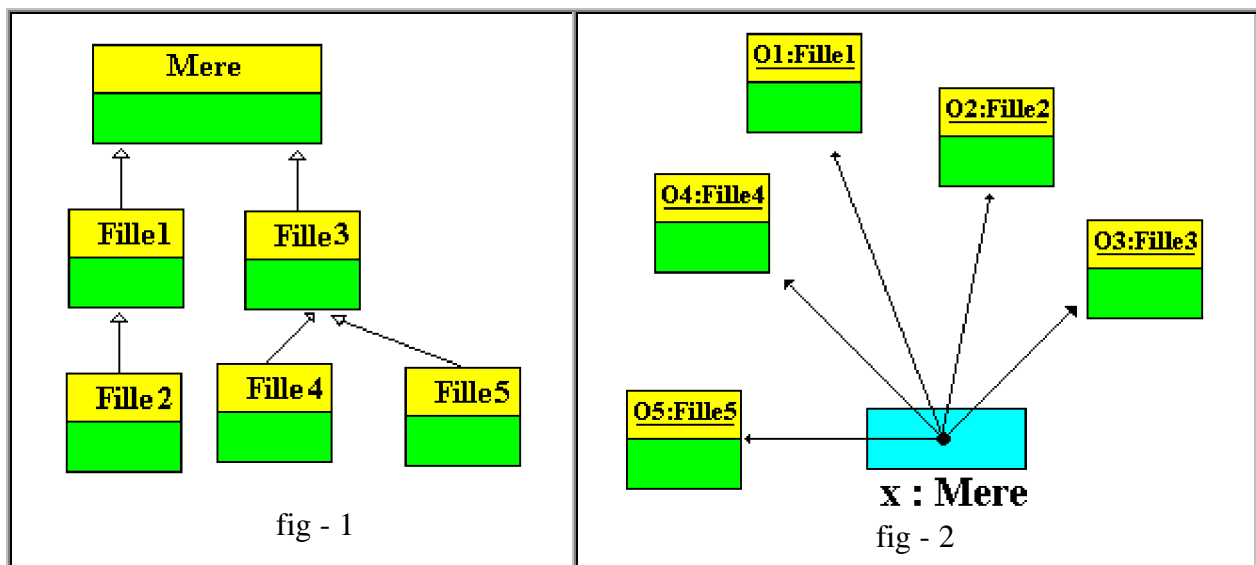 Mere
Fille1
Fille3
Fille2
Fille4
Fille5
fig - 1
O1:Fille1
O2:Fille2
O4:Fille4
O3:Fille3
O5:Fille5
x : Mere
fig - 2